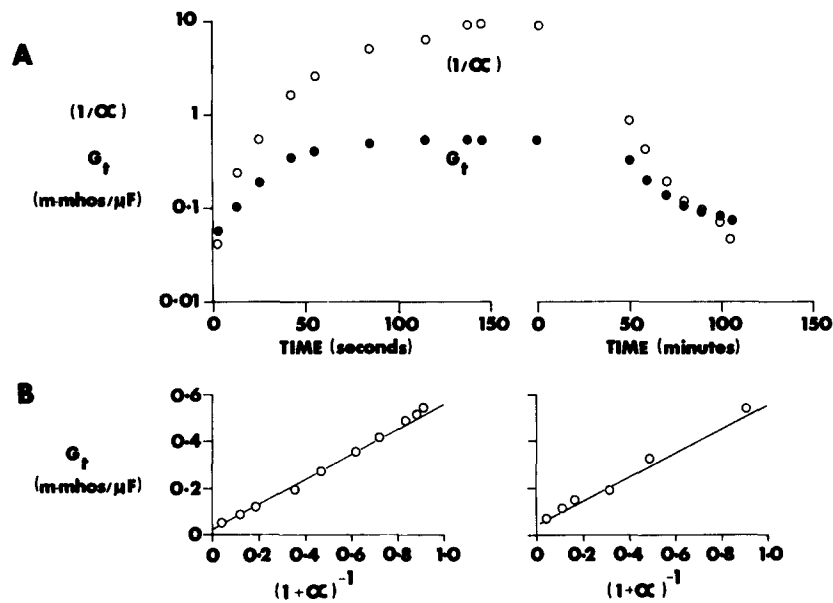 A
10
1
0·1
0·01
(1/α)
G_t
(m·mhos/μF)
(1/α)
G_t
0 50 100 150
TIME (seconds)
0 50 100 150
TIME (minutes)
B
0·6
0·4
0·2
0
G_t
(m·mhos/μF)
0 0·2 0·4 0·6 0·8 1·0
(1+α)^-1
0 0·2 0·4 0·6 0·8 1·0
(1+α)^-1